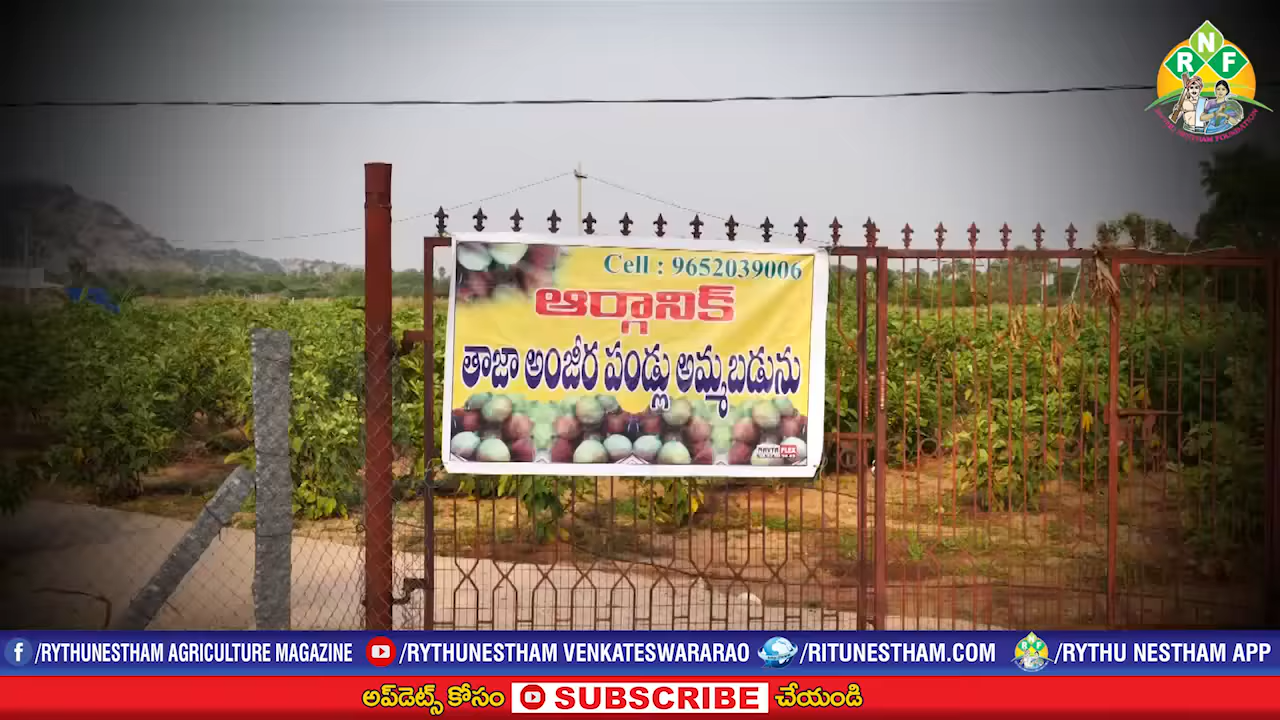 N
R F
Cell : 9652039006
ఆర్గానిక్
తాజా అంజీర పండ్లు అమ్మబడును
/RYTHUNESTHAM AGRICULTURE MAGAZINE /RYTHUNESTHAM VENKATESWARARAO /RITUNESTHAM.COM /RYTHU NESTHAM APP
అప్‌డెట్స్ కోసం SUBSCRIBE చేయండి